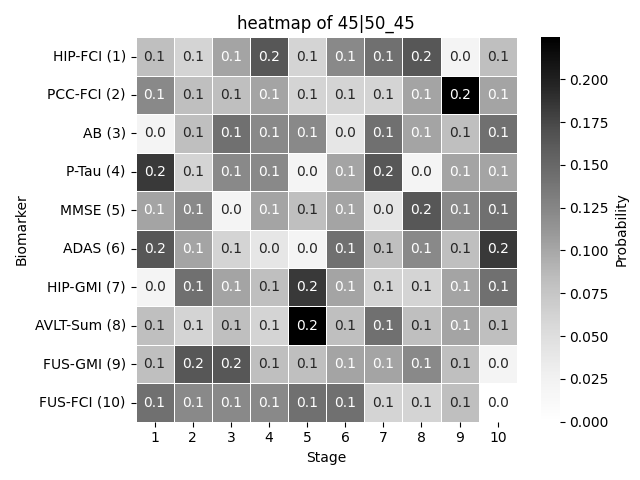 heatmap of 45|50_45
HIP-FCI (1) 0.1 0.1 0.1 0.2 0.1 0.1 0.1 0.2 0.0 0.1
PCC-FCI (2) 0.1 0.1 0.1 0.1 0.1 0.1 0.1 0.1 0.2 0.1
AB (3) 0.0 0.1 0.1 0.1 0.1 0.0 0.1 0.1 0.1 0.1
P-Tau (4) 0.2 0.1 0.1 0.1 0.0 0.1 0.2 0.0 0.1 0.1
MMSE (5) 0.1 0.1 0.0 0.1 0.1 0.1 0.0 0.2 0.1 0.1
ADAS (6) 0.2 0.1 0.1 0.0 0.0 0.1 0.1 0.1 0.1 0.2
HIP-GMI (7) 0.0 0.1 0.1 0.1 0.2 0.1 0.1 0.1 0.1 0.1
AVLT-Sum (8) 0.1 0.1 0.1 0.1 0.2 0.1 0.1 0.1 0.1 0.1
FUS-GMI (9) 0.1 0.2 0.2 0.1 0.1 0.1 0.1 0.1 0.1 0.0
FUS-FCI (10) 0.1 0.1 0.1 0.1 0.1 0.1 0.1 0.1 0.1 0.0
1 2 3 4 5 6 7 8 9 10
Stage
Biomarker
0.200
0.175
0.150
0.125
0.100
0.075
0.050
0.025
0.000
Probability